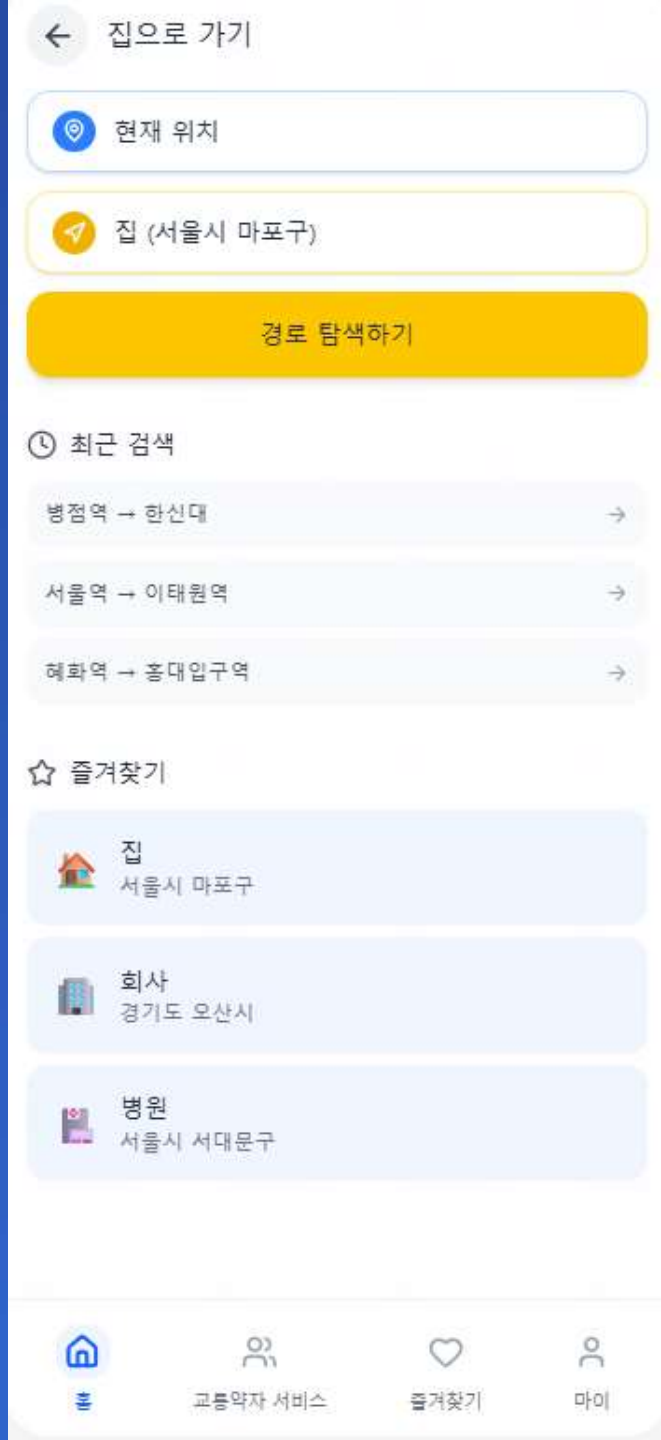 집으로 가기
현재 위치
집 (서울시 마포구)
경로 탐색하기
최근 검색
병점역 → 한신대
서울역 → 이태원역
혜화역 → 홍대입구역
즐겨찾기
집
서울시 마포구
회사
경기도 오산시
병원
서울시 서대문구
홈
교통약자 서비스
즐겨찾기
마이